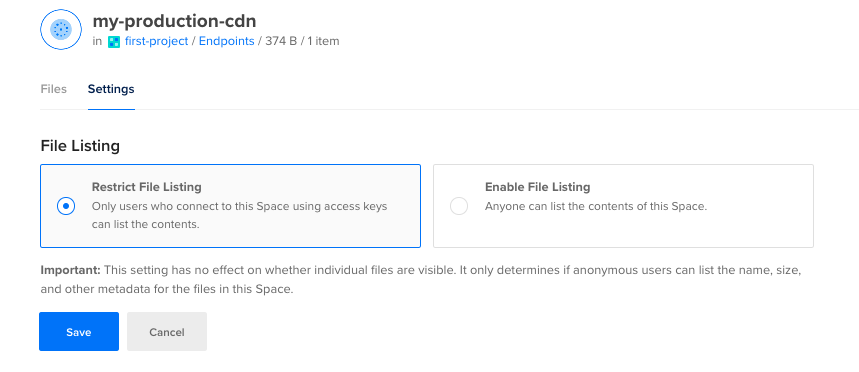 my-production-cdn
in first-project / Endpoints / 374 B / 1 item
Files Settings
File Listing
Restrict File Listing
Only users who connect to this Space using access keys
can list the contents.
Enable File Listing
Anyone can list the contents of this Space.
Important: This setting has no effect on whether individual files are visible. It only determines if anonymous users can list the name, size,
and other metadata for the files in this Space.
Save Cancel